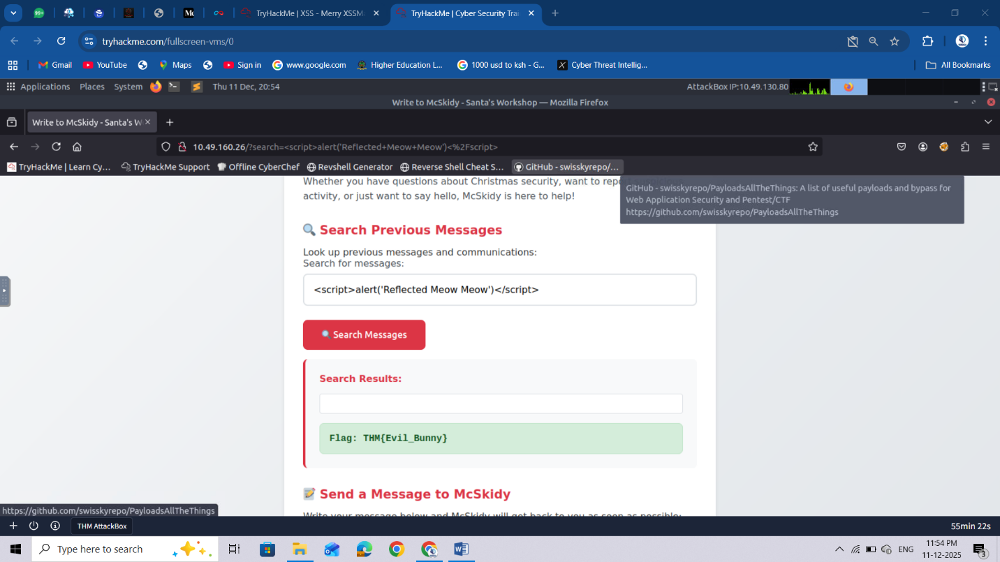 99+
TryHackMe | XSS - Merry XSSM
TryHackMe | Cyber Security Trai
tryhackme.com/fullscreen-vms/0
Gmail
YouTube
Maps
Sign in
www.google.com
Higher Education L...
1000 usd to ksh - G...
Cyber Threat Intellig...
All Bookmarks
Applications Places System Thu 11 Dec, 20:54 AttackBox IP:10.49.130.80
Write to McSkidy - Santa's Workshop — Mozilla Firefox
Write to McSkidy - Santa's W
10.49.160.26/?search=<script>alert('Reflected+Meow+Meow')<%2Fscript>
TryHackMe | Learn Cy...
TryHackMe Support
Offline CyberChef
Revshell Generator
Reverse Shell Cheat S...
GitHub - swisskyrepo/...
GitHub - swisskyrepo/PayloadsAllTheThings: A list of useful payloads and bypass for
Web Application Security and Pentest/CTF
https://github.com/swisskyrepo/PayloadsAllTheThings
Whether you have questions about Christmas security, want to
activity, or just want to say hello, McSkidy is here to help!
Search Previous Messages
Look up previous messages and communications:
Search for messages:
<script>alert('Reflected Meow Meow')</script>
Search Messages
Search Results:
Flag: THM{Evil_Bunny}
Send a Message to McSkidy
Write your message below and McSkidy will get back to you as soon as possible:
https://github.com/swisskyrepo/PayloadsAllTheThings
THM AttackBox
55min 22s
Type here to search
ENG
11:54 PM
11-12-2025
3